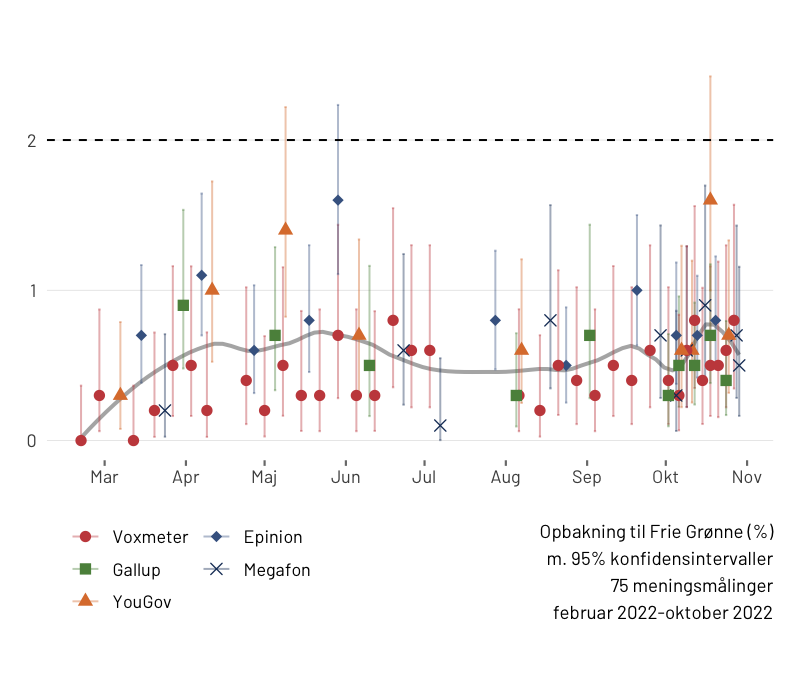 2
1
0
Mar Apr Maj Jun Jul Aug Sep Okt Nov
Voxmeter Epinion
Gallup Megafon
YouGov
Opbakning til Frie Grønne (%)
m. 95% konfidensintervaller
75 meningsmålinger
februar 2022-oktober 2022